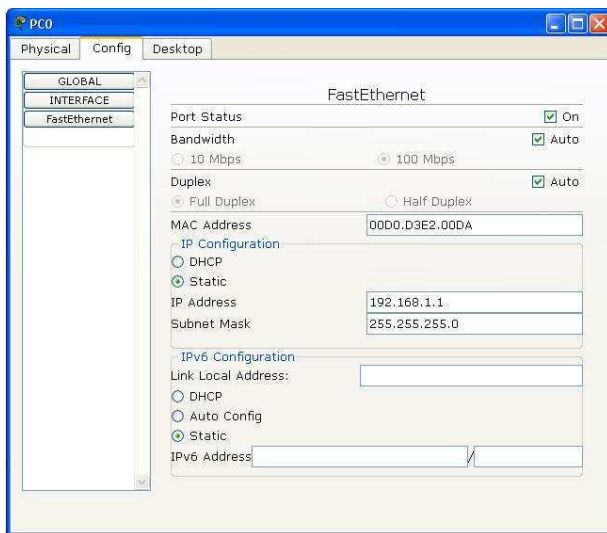 PC0
Physical Config Desktop
GLOBAL
INTERFACE
FastEthernet
FastEthernet
Port Status On
Bandwidth Auto
10 Mbps 100 Mbps
Duplex Auto
Full Duplex Half Duplex
MAC Address 00D0.D3E2.00DA
IP Configuration
DHCP
Static
IP Address 192.168.1.1
Subnet Mask 255.255.255.0
IPv6 Configuration
Link Local Address:
DHCP
Auto Config
Static
IPv6 Address /